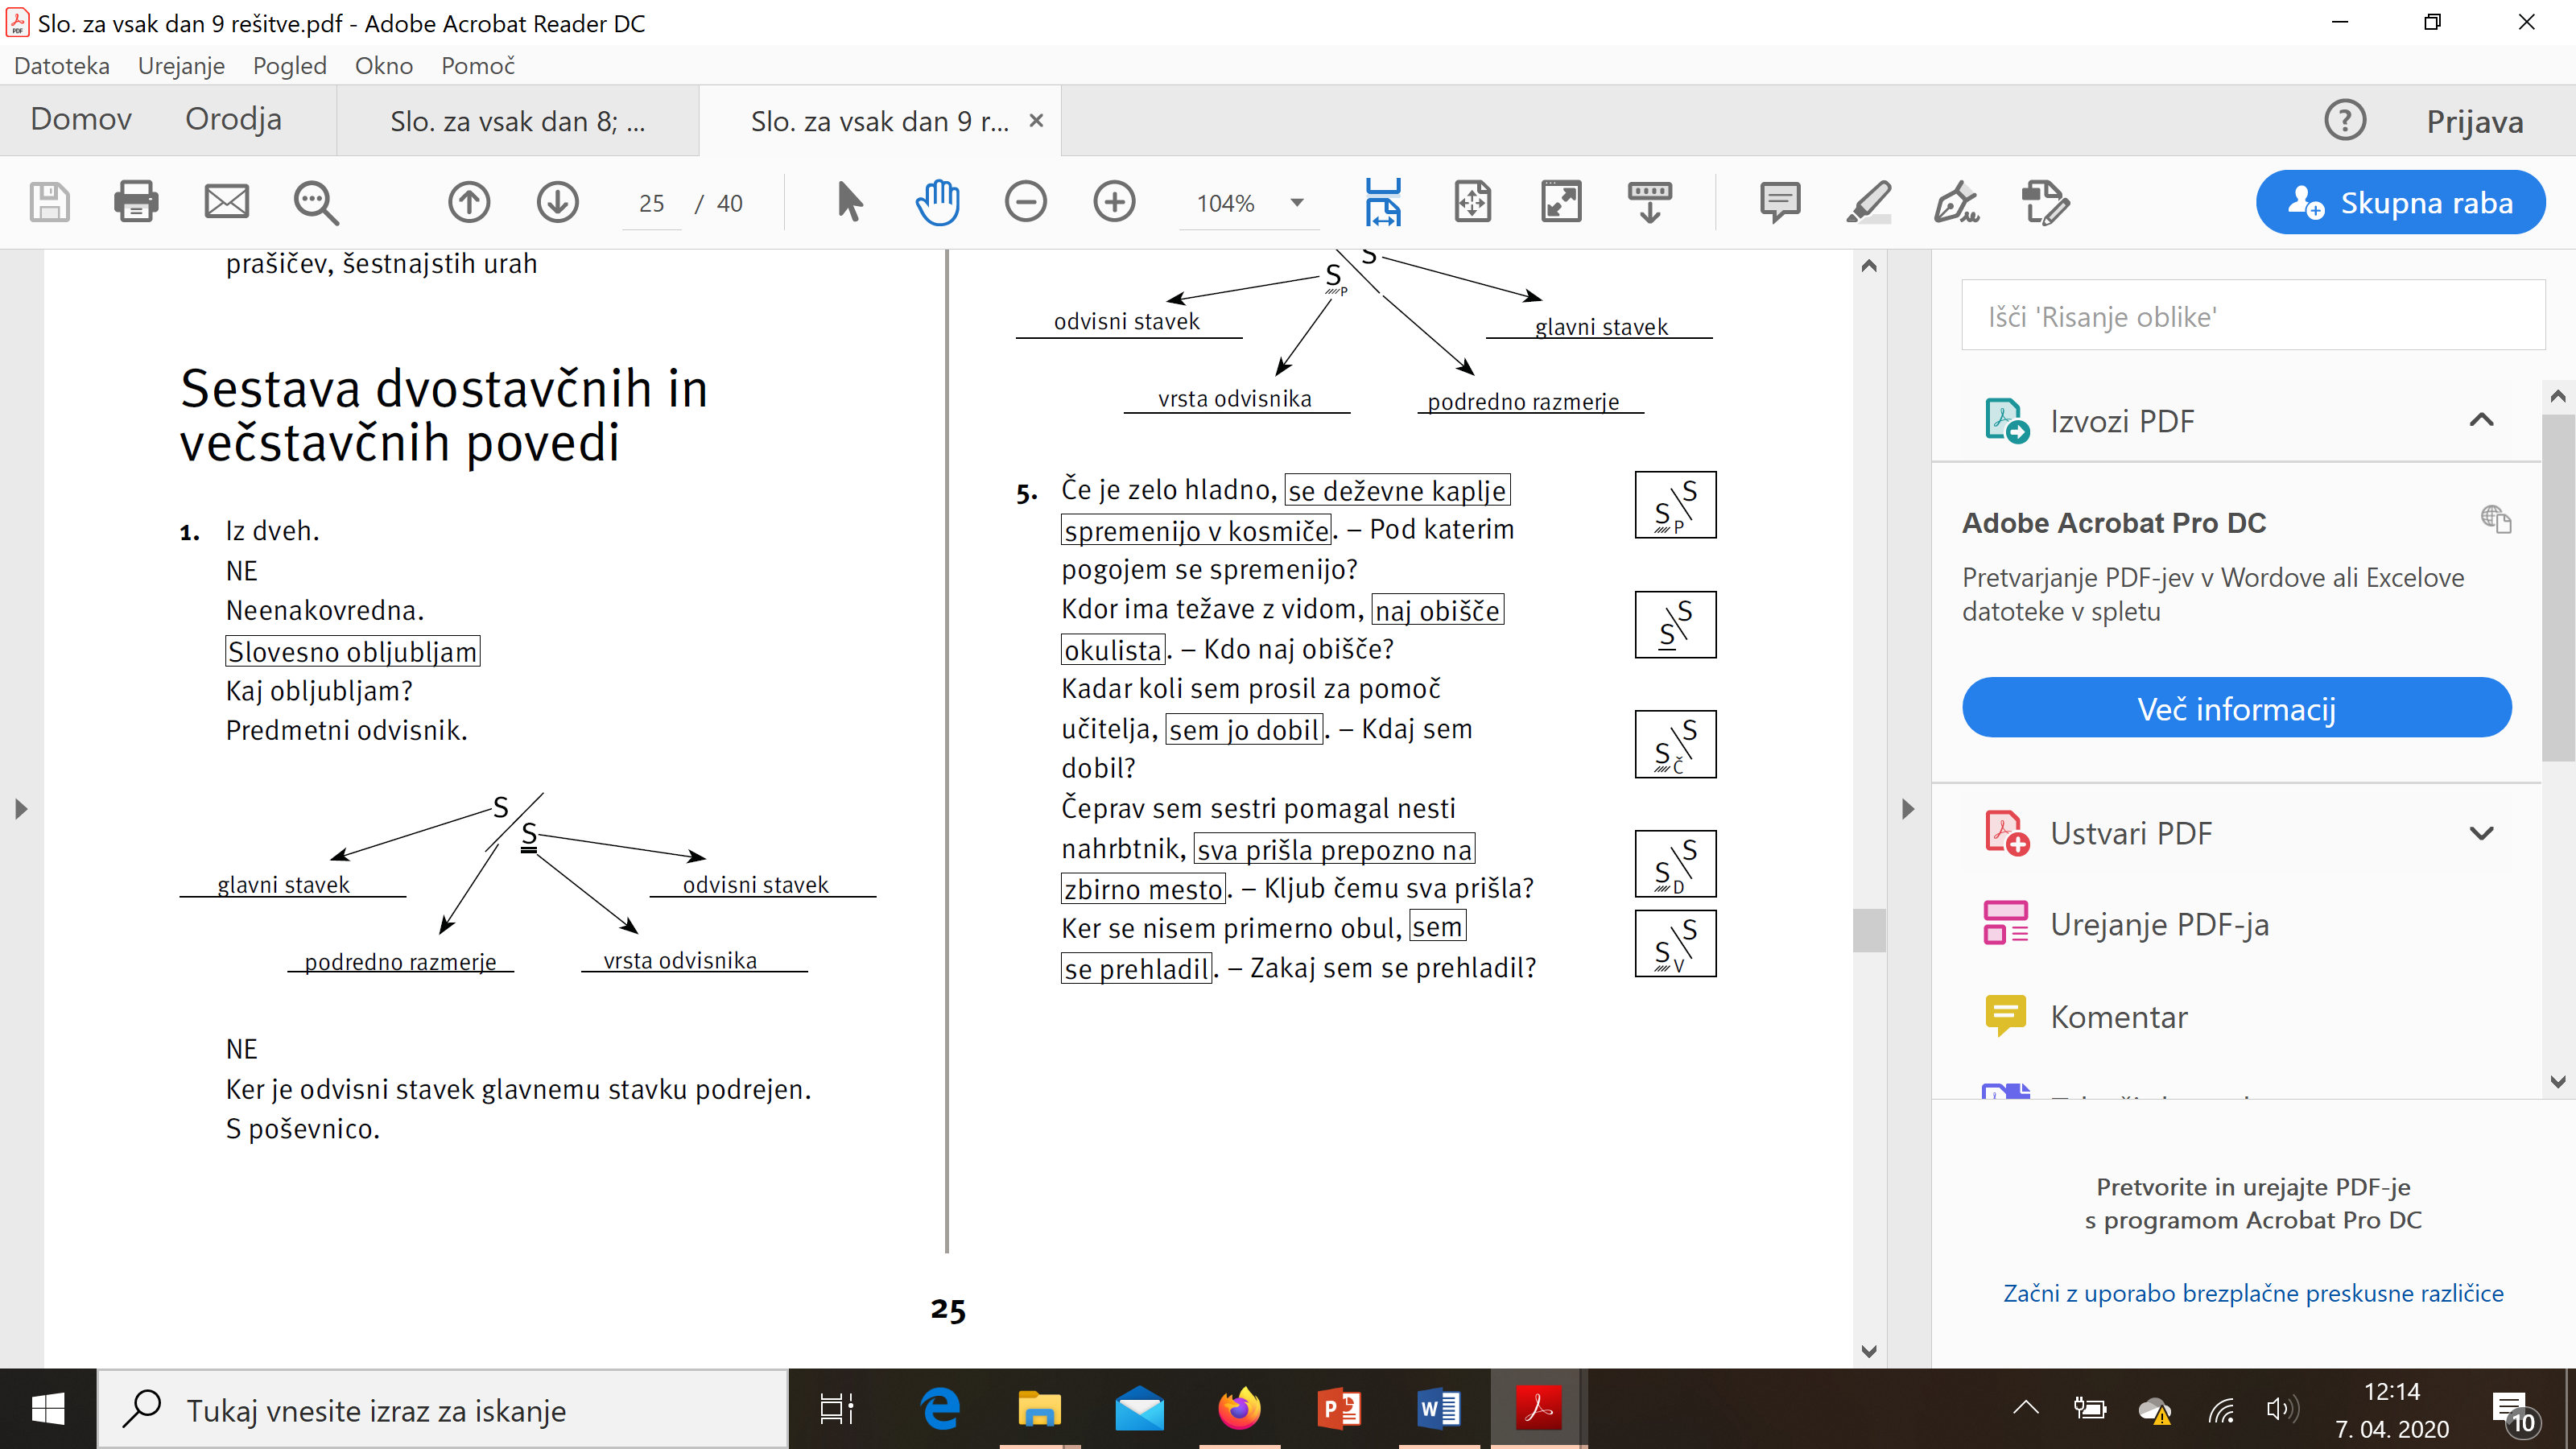 Slo. za vsak dan 9 rešitve.pdf - Adobe Acrobat Reader DC
Datoteka Urejanje Pogled Okno Pomoč
Domov Orodja Slo. za vsak dan 8; ... Slo. za vsak dan 9 r... × ? Prijava
25 / 40 104% Skupna raba
prašičev, šestnajstih urah
Sestava dvostavčnih in
večstavčnih povedi
1. Iz dveh.
NE
Neenakovredna.
Slovesno obljubljam
Kaj obljubljam?
Predmetni odvisnik.
S
S
glavni stavek odvisni stavek
podredno razmerje vrsta odvisnika
NE
Ker je odvisni stavek glavnemu stavku podrejen.
S poševnico.
S
S P
odvisni stavek glavni stavek
vrsta odvisnika podredno razmerje
5. Če je zelo hladno, se deževne kaplje
spremenijo v kosmiče. – Pod katerim
pogojem se spremenijo?
S S P
Kdor ima težave z vidom, naj obišče
okulista. – Kdo naj obišče?
S S
Kadar koli sem prosil za pomoč
učitelja, sem jo dobil. – Kdaj sem
dobil?
S S Č
Čeprav sem sestri pomagal nesti
nahrbtnik, sva prišla prepozno na
zbirno mesto. – Kljub čemu sva prišla?
S S D
Ker se nisem primerno obul, sem
se prehladil. – Zakaj sem se prehladil?
S S V
25
Išči 'Risanje oblike'
Izvozi PDF
Adobe Acrobat Pro DC
Pretvarjanje PDF-jev v Wordove ali Excelove
datoteke v spletu
Več informacij
Ustvari PDF
Urejanje PDF-ja
Komentar
Pretvorite in urejajte PDF-je
s programom Acrobat Pro DC
Začni z uporabo brezplačne preskusne različice
Tukaj vnesite izraz za iskanje
12:14
7. 04. 2020
10